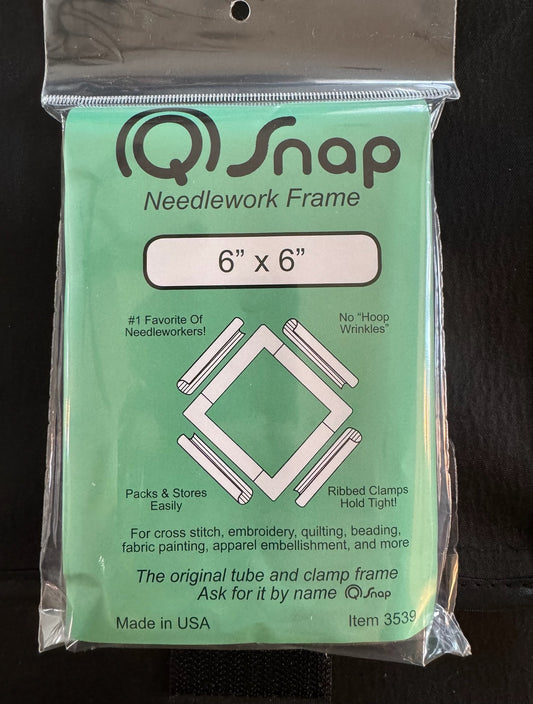 Q Snap
Needlework Frame
6” x 6”
#1 Favorite Of
Needleworkers!
No “Hoop
Wrinkles”
Packs & Stores
Easily
Ribbed Clamps
Hold Tight!
For cross stitch, embroidery, quilting, beading,
fabric painting, apparel embellishment, and more
The original tube and clamp frame
Ask for it by name Q Snap
Made in USA
Item 3539